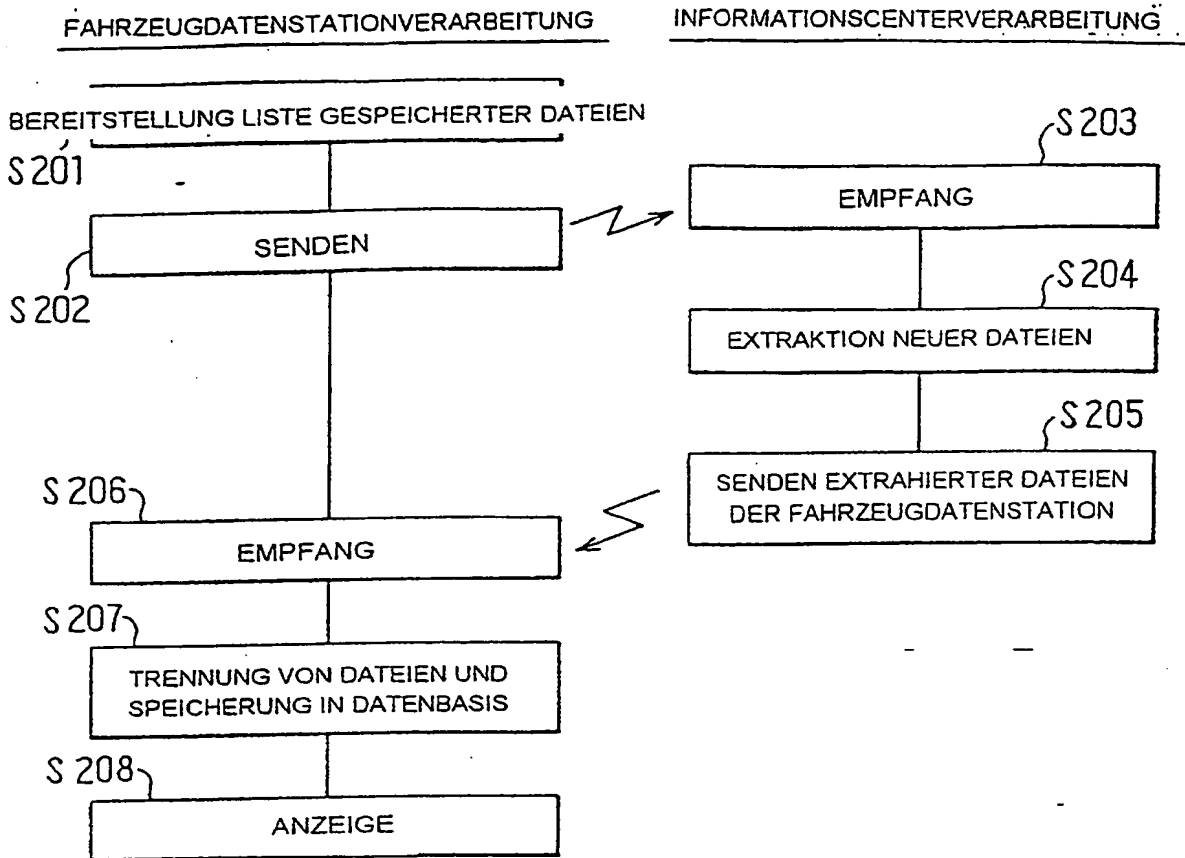 FAHRZEUGDATENSTATIONVERARBEITUNG
INFORMATIONSCENTERVERARBEITUNG
BEREITSTELLUNG LISTE GESPEICHERTER DATEIEN
S201
SENDEN
S202
S203
EMPFANG
S204
EXTRAKTION NEUER DATEIEN
S205
SENDEN EXTRAHIERTER DATEIEN
DER FAHRZEUGDATENSTATION
S206
EMPFANG
S207
TRENNUNG VON DATEIEN UND
SPEICHERUNG IN DATENBASIS
S208
ANZEIGE